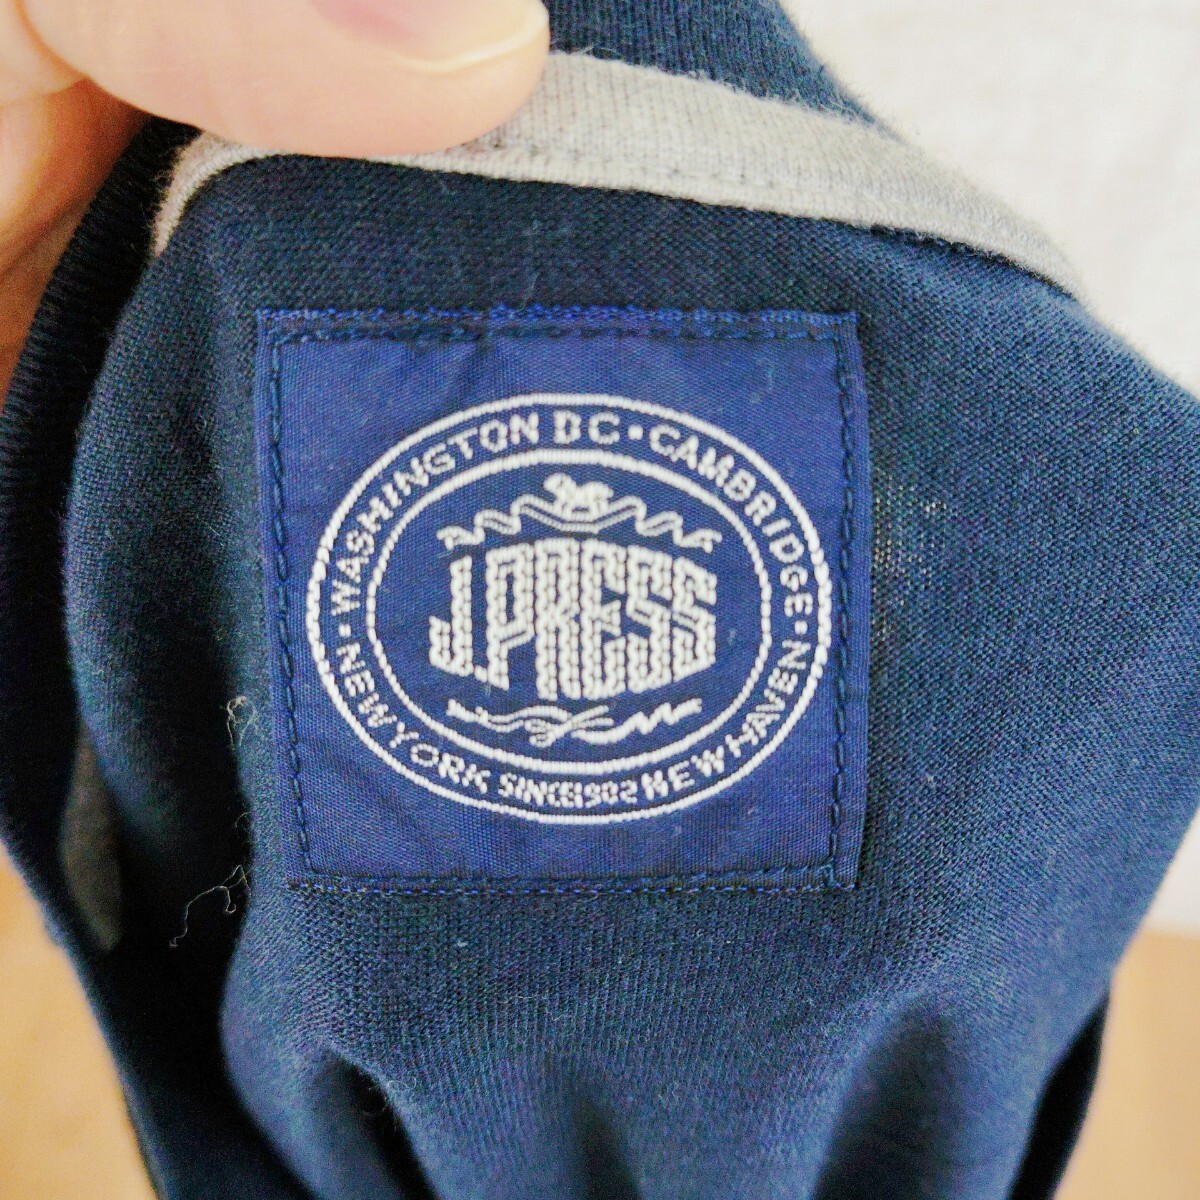 WASHINGTON DC • CAMBRIDGE •
J.PRESS
• NEW YORK SINCE1902 NEW HAVEN •